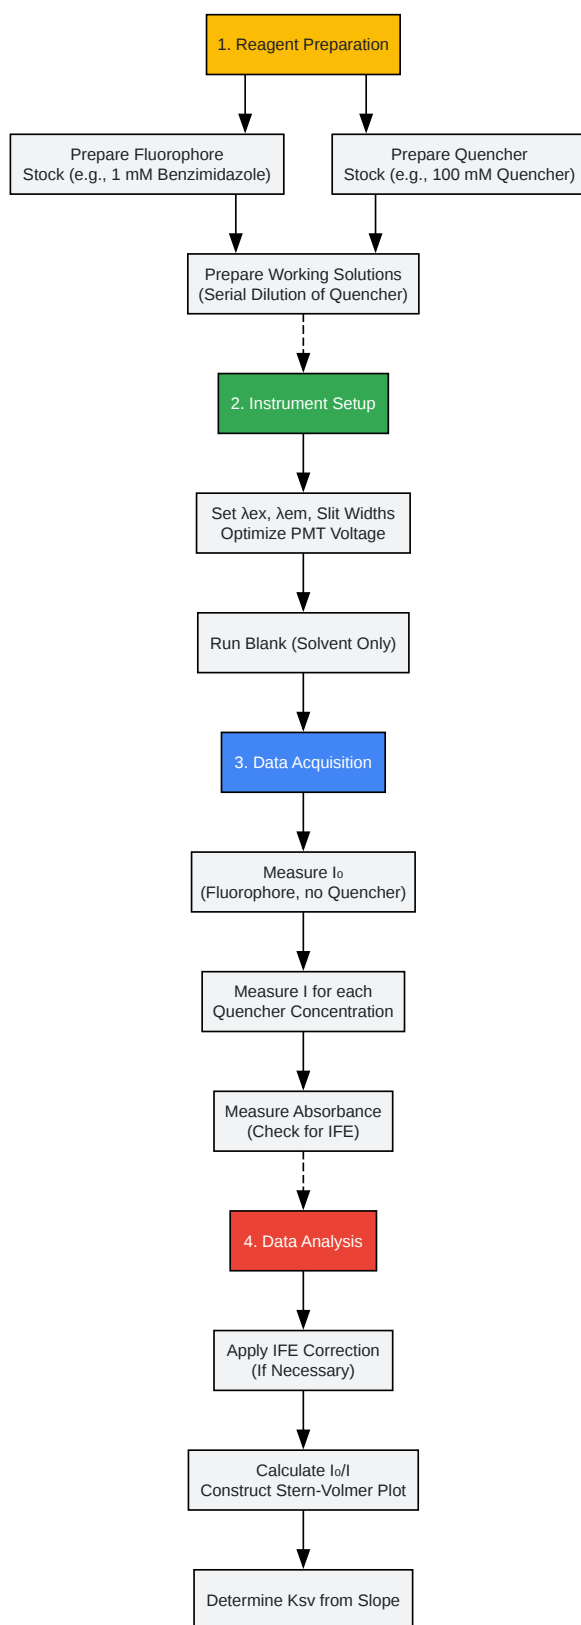 1. Reagent Preparation
Prepare Fluorophore
Stock (e.g., 1 mM Benzimidazole)
Prepare Quencher
Stock (e.g., 100 mM Quencher)
Prepare Working Solutions
(Serial Dilution of Quencher)
2. Instrument Setup
Set λex, λem, Slit Widths
Optimize PMT Voltage
Run Blank (Solvent Only)
3. Data Acquisition
Measure I₀
(Fluorophore, no Quencher)
Measure I for each
Quencher Concentration
Measure Absorbance
(Check for IFE)
4. Data Analysis
Apply IFE Correction
(If Necessary)
Calculate I₀/I
Construct Stern-Volmer Plot
Determine Ksv from Slope